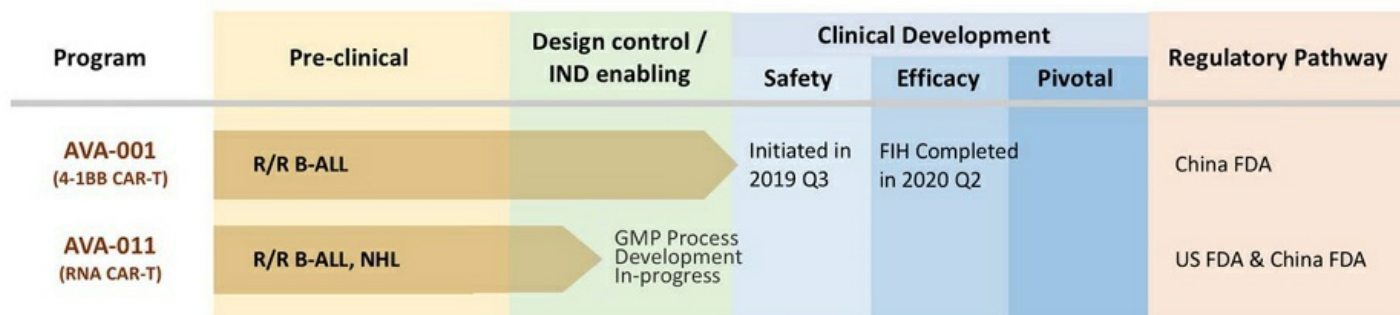 Program
Pre-clinical
Design control /
IND enabling
Clinical Development
Safety
Efficacy
Pivotal
Regulatory Pathway
AVA-001
(4-1BB CAR-T)
R/R B-ALL
Initiated in
2019 Q3
FIH Completed
in 2020 Q2
China FDA
AVA-011
(RNA CAR-T)
R/R B-ALL, NHL
GMP Process
Development
In-progress
US FDA & China FDA